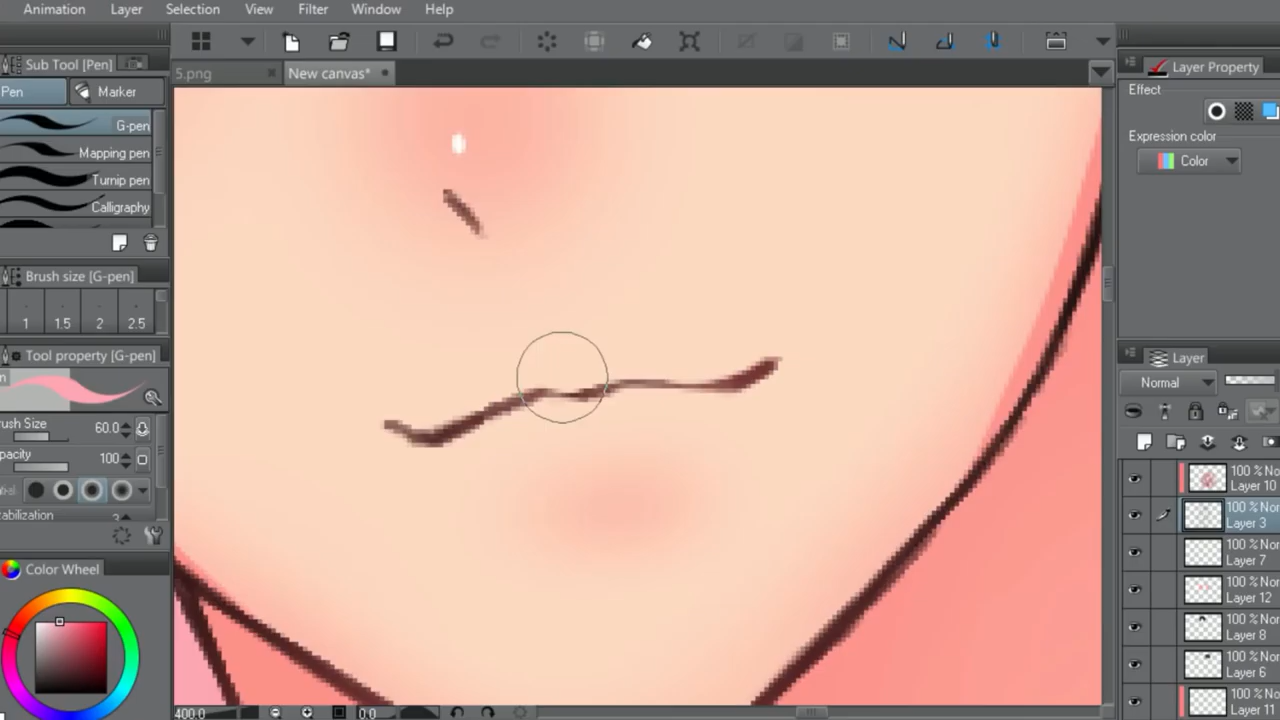 Animation Layer Selection View Filter Window Help
Sub Tool [Pen]
Pen Marker
G-pen
Mapping pen
Turnip pen
Calligraphy
Brush size [G-pen]
1 1.5 2 2.5
Tool property [G-pen]
rush Size 60.0
pacity 100
Color Wheel
5.png New canvas*
400.0 0.0
Layer Property
Effect
Expression color
Color
Layer
Normal
100 % No
Layer 10
100 % Nor
Layer 3
100 % Nor
Layer 7
100 % No
Layer 12
100 % Nor
Layer 8
100 % Nor
Layer 6
100 % No
Layer 11